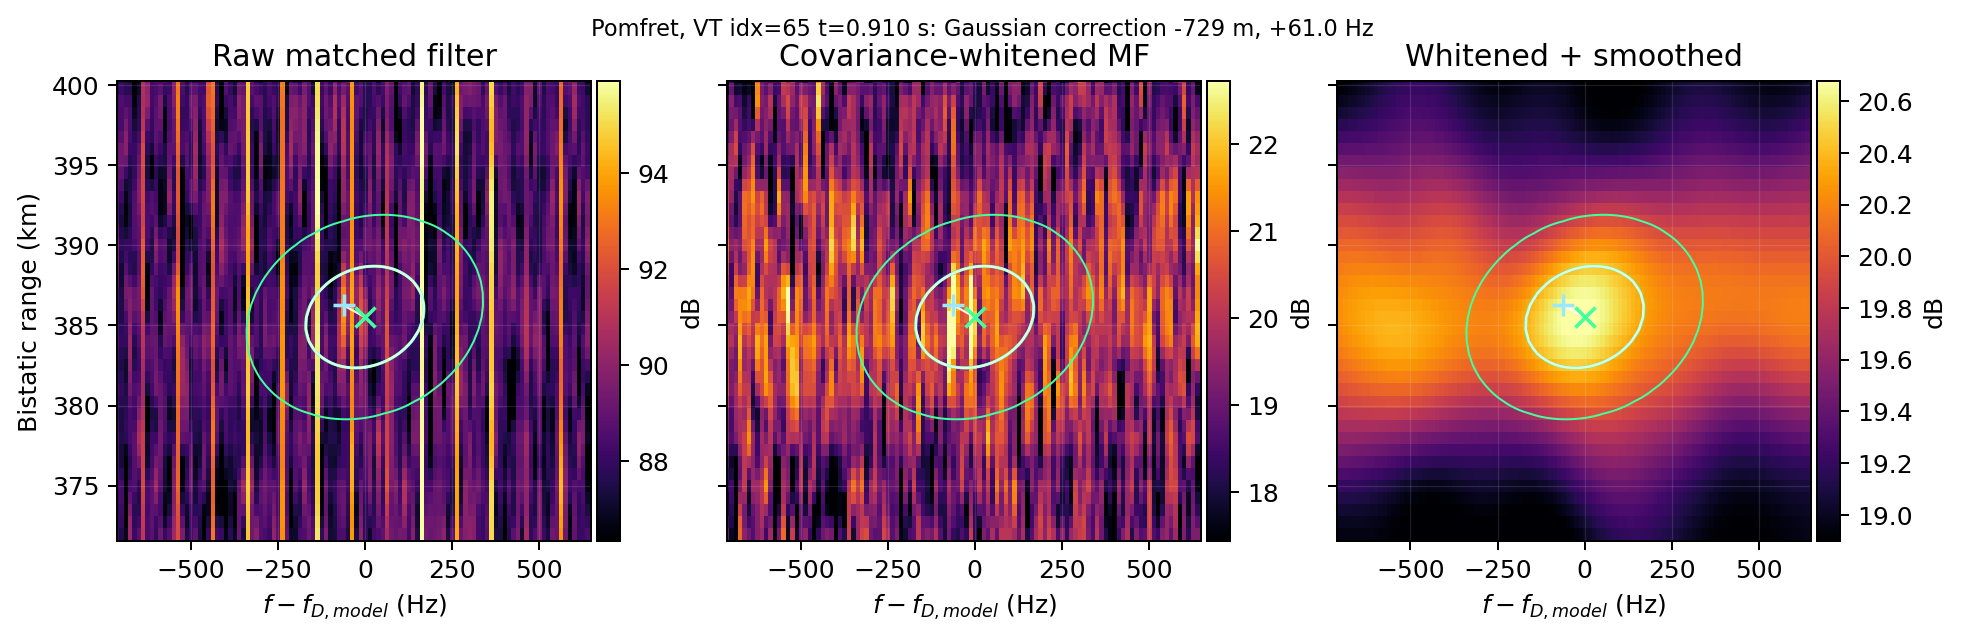 Pomfret, VT idx=65 t=0.910 s: Gaussian correction -729 m, +61.0 Hz
Raw matched filter
Covariance-whitened MF
Whitened + smoothed
Bistatic range (km)
400
395
390
385
380
375
−500 −250 0 250 500
f − f_{D, model} (Hz)
94
92
90
88
dB
−500 −250 0 250 500
f − f_{D, model} (Hz)
22
21
20
19
18
dB
−500 −250 0 250 500
f − f_{D, model} (Hz)
20.6
20.4
20.2
20.0
19.8
19.6
19.4
19.2
19.0
dB